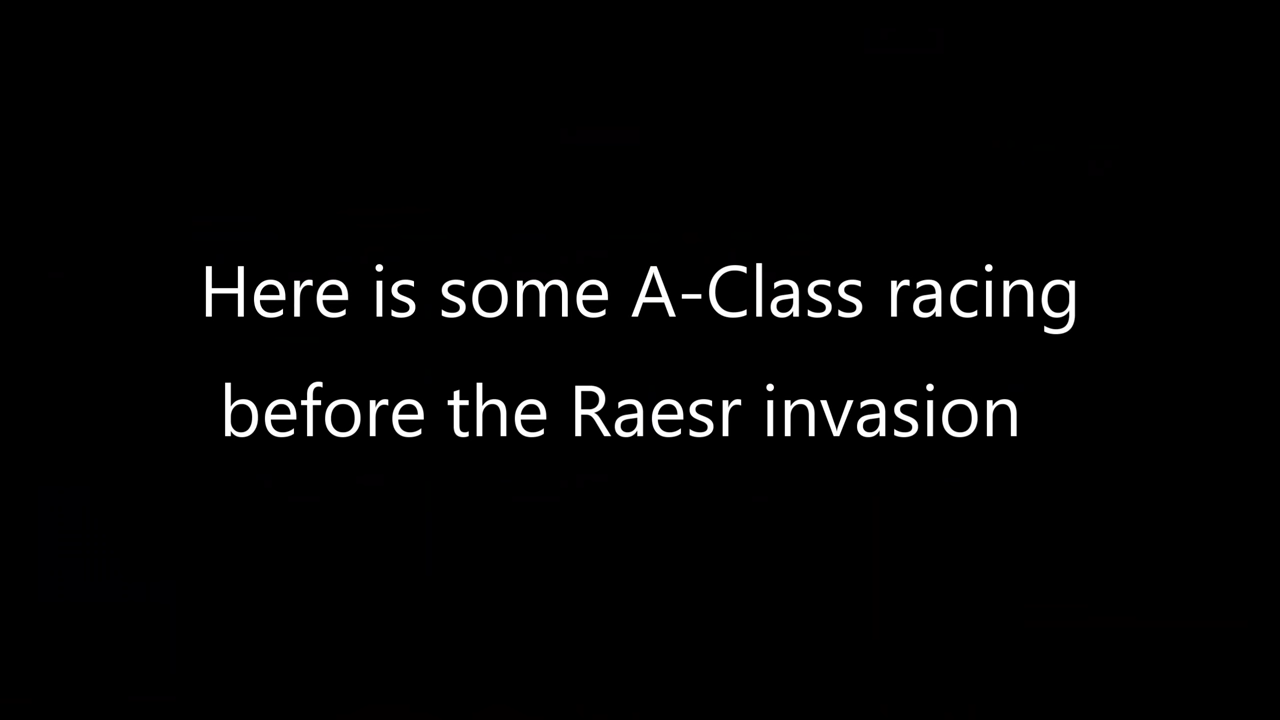 Here is some A-Class racing
before the Raesr invasion